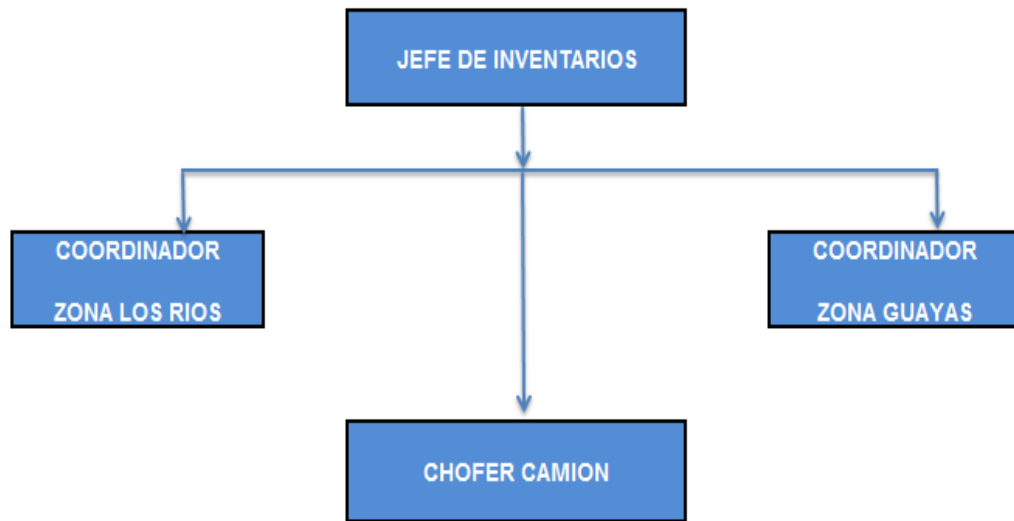 JEFE DE INVENTARIOS
COORDINADOR
ZONA LOS RIOS
COORDINADOR
ZONA GUAYAS
CHOFER CAMION